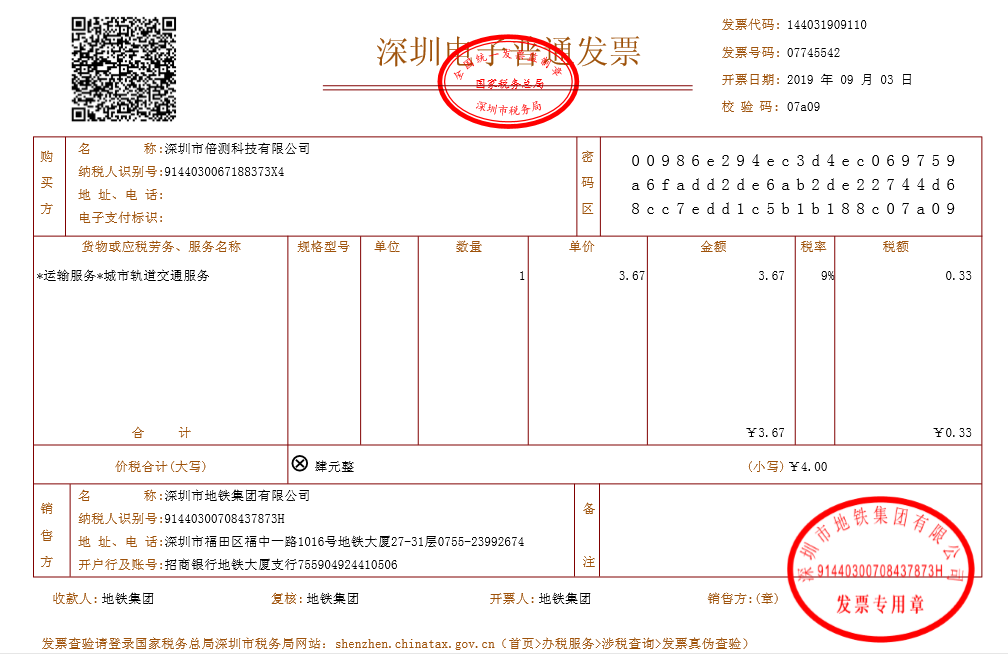 深圳电子普通发票
全国统一发票监制章
国家税务总局
深圳市税务局
发票代码: 144031909110
发票号码: 07745542
开票日期: 2019 年 09 月 03 日
校 验 码: 07a09
购买方
名 称:深圳市倍测科技有限公司
纳税人识别号:9144030067188373X4
地 址、电 话:
电子支付标识:
密码区
00986e294ec3d4ec069759
a6fadd2de6ab2de22744d6
8cc7edd1c5b1b188c07a09
货物或应税劳务、服务名称 规格型号 单位 数量 单价 金额 税率 税额
*运输服务*城市轨道交通服务 1 3.67 3.67 9% 0.33
合 计 ￥3.67 ￥0.33
价税合计(大写) ⊗ 肆元整 (小写) ￥4.00
销售方
名 称:深圳市地铁集团有限公司
纳税人识别号:91440300708437873H
地 址、电 话:深圳市福田区福中一路1016号地铁大厦27-31层0755-23992674
开户行及账号:招商银行地铁大厦支行755904924410506
备注
深圳市地铁集团有限公司
91440300708437873H
发票专用章
收款人: 地铁集团 复核: 地铁集团 开票人: 地铁集团 销售方:(章)
发票查验请登录国家税务总局深圳市税务局网站: shenzhen.chinatax.gov.cn (首页>办税服务>涉税查询>发票真伪查验)